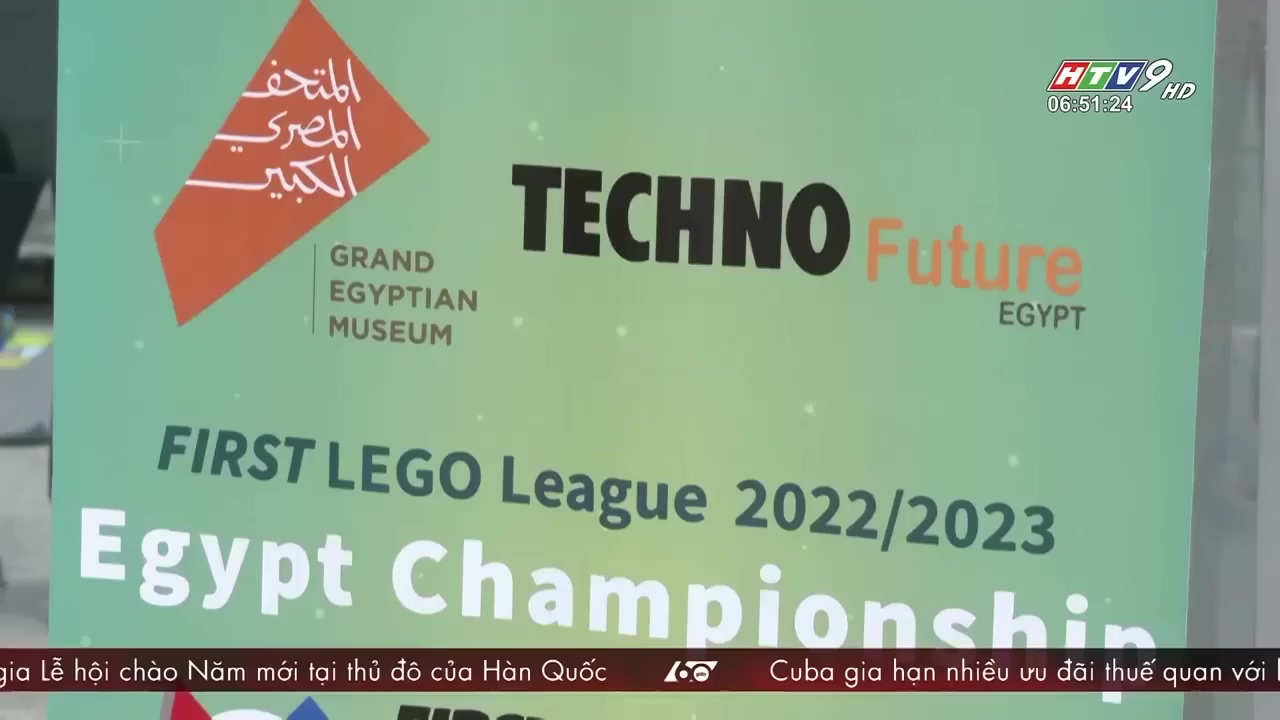 المتحف
المصري
الكبير
GRAND
EGYPTIAN
MUSEUM
TECHNO Future
EGYPT
HTV9 HD
06:51:24
FIRST LEGO League 2022/2023
Egypt Championship
gia Lễ hội chào Năm mới tại thủ đô của Hàn Quốc
60 giây
Cuba gia hạn nhiều ưu đãi thuế quan với